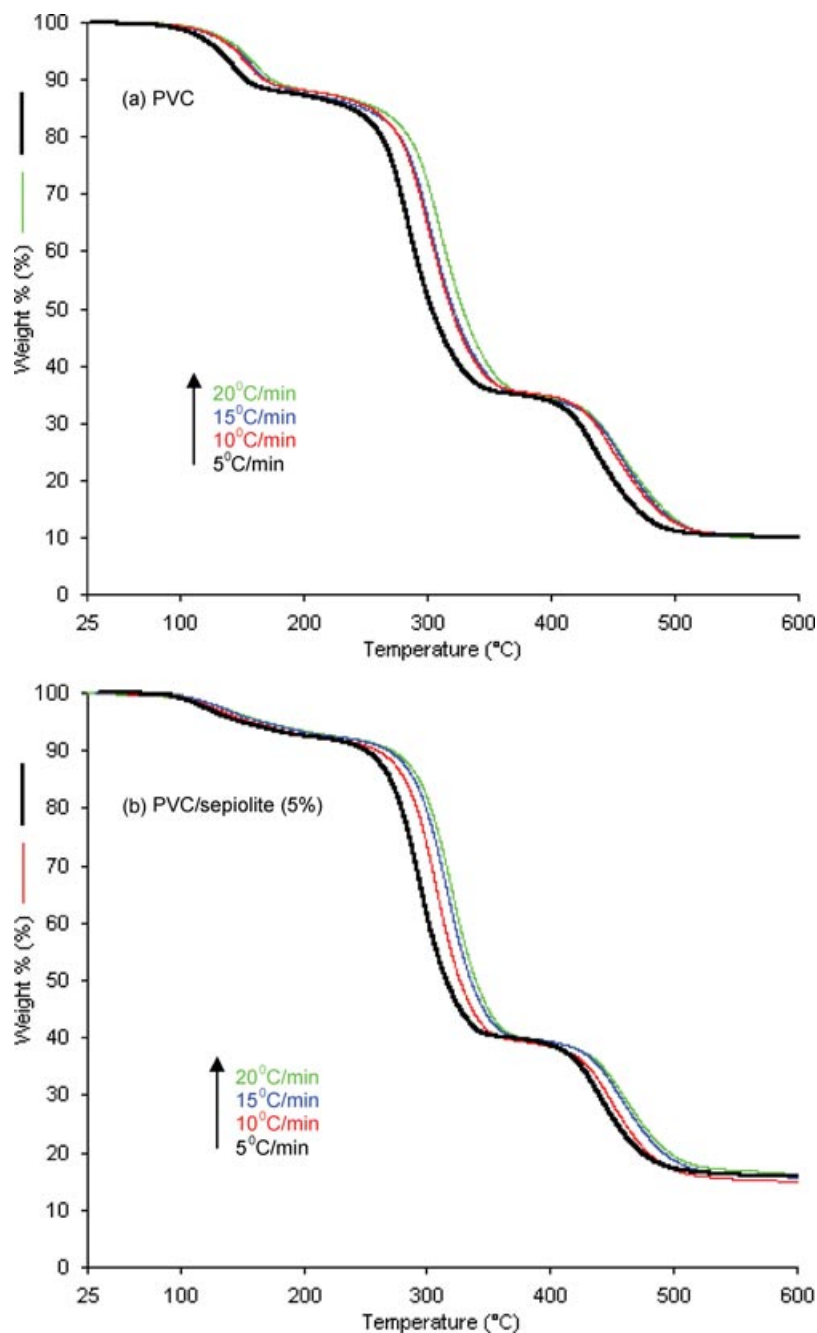 100
90
80
70
60
50
40
30
20
10
0
Weight % (%)
(a) PVC
20⁰C/min
15⁰C/min
10⁰C/min
5⁰C/min
25 100 200 300 400 500 600
Temperature (°C)
100
90
80
70
60
50
40
30
20
10
0
Weight % (%)
(b) PVC/sepiolite (5%)
20⁰C/min
15⁰C/min
10⁰C/min
5⁰C/min
25 100 200 300 400 500 600
Temperature (°C)